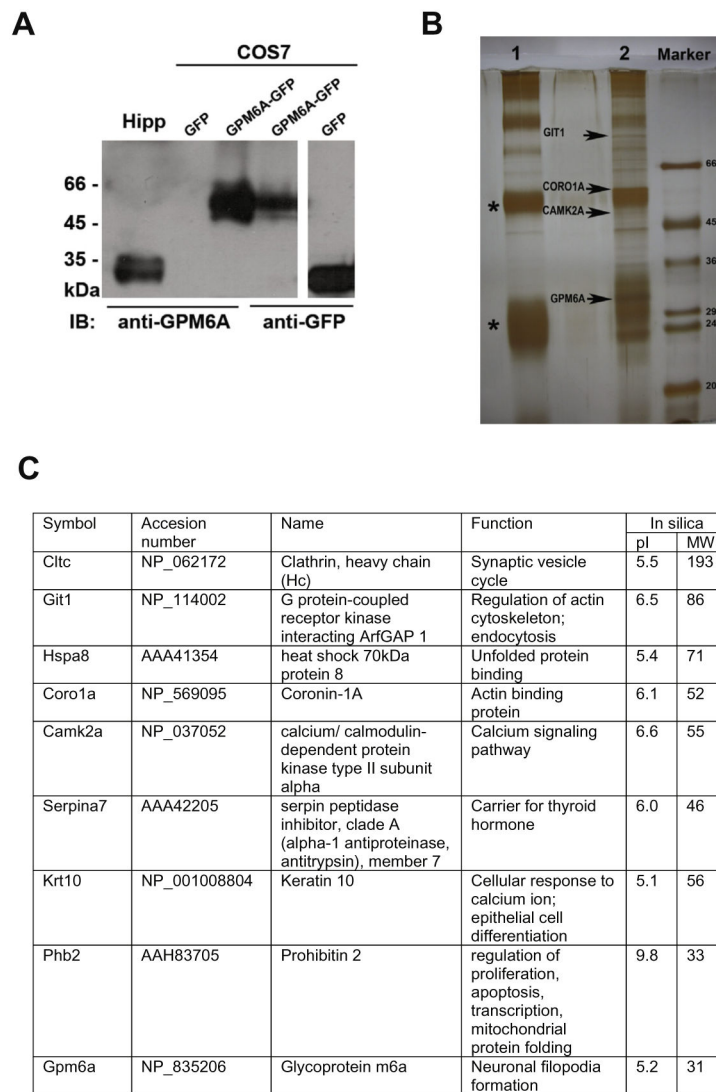 A
COS7
Hipp GFP GPM6A-GFP GPM6A-GFP GFP
66 -
45 -
35 -
kDa
IB: anti-GPM6A anti-GFP
B
1 2 Marker
GIT1
CORO1A
CAMK2A
GPM6A
*
*
66
45
36
29
24
20
C
Symbol Accesion number Name Function In silica
pI MW
Cltc NP_062172 Clathrin, heavy chain (Hc) Synaptic vesicle cycle 5.5 193
Git1 NP_114002 G protein-coupled receptor kinase interacting ArfGAP 1 Regulation of actin cytoskeleton; endocytosis 6.5 86
Hspa8 AAA41354 heat shock 70kDa protein 8 Unfolded protein binding 5.4 71
Coro1a NP_569095 Coronin-1A Actin binding protein 6.1 52
Camk2a NP_037052 calcium/ calmodulin-dependent protein kinase type II subunit alpha Calcium signaling pathway 6.6 55
Serpina7 AAA42205 serpin peptidase inhibitor, clade A (alpha-1 antiproteinase, antitrypsin), member 7 Carrier for thyroid hormone 6.0 46
Krt10 NP_001008804 Keratin 10 Cellular response to calcium ion; epithelial cell differentiation 5.1 56
Phb2 AAH83705 Prohibitin 2 regulation of proliferation, apoptosis, transcription, mitochondrial protein folding 9.8 33
Gpm6a NP_835206 Glycoprotein m6a Neuronal filopodia formation 5.2 31